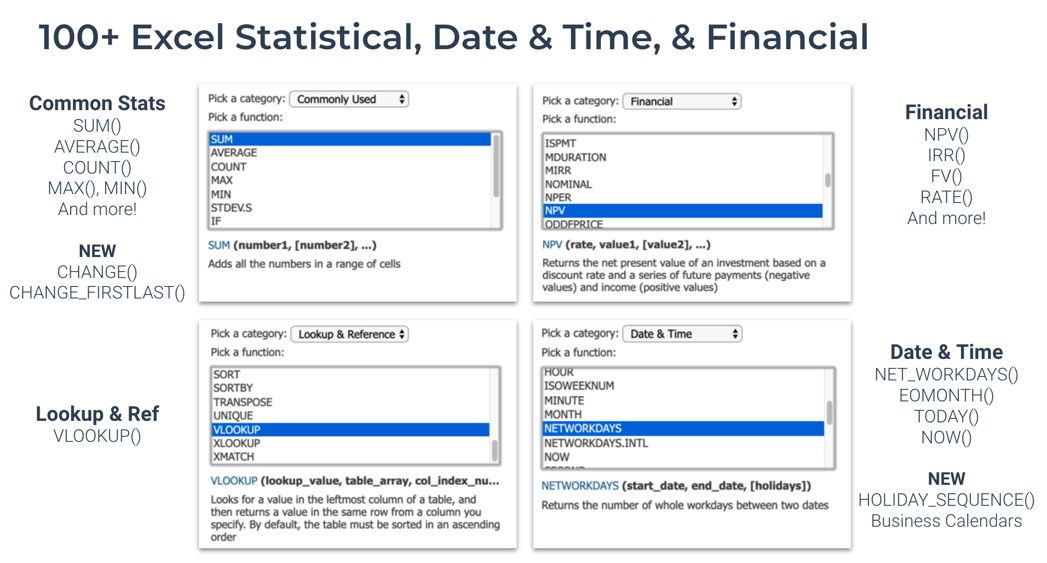 100+ Excel Statistical, Date & Time, & Financial
Common Stats
SUM()
AVERAGE()
COUNT()
MAX(), MIN()
And more!
NEW
CHANGE()
CHANGE_FIRSTLAST()
Pick a category: Commonly Used
Pick a function:
SUM
AVERAGE
COUNT
MAX
MIN
STDEV.S
IF
SUM (number1, [number2], ...)
Adds all the numbers in a range of cells
Pick a category: Financial
Pick a function:
ISPMT
MDURATION
MIRR
NOMINAL
NPER
NPV
ODDFPRICE
NPV (rate, value1, [value2], ...)
Returns the net present value of an investment based on a
discount rate and a series of future payments (negative
values) and income (positive values)
Financial
NPV()
IRR()
FV()
RATE()
And more!
Lookup & Ref
VLOOKUP()
Pick a category: Lookup & Reference
Pick a function:
SORT
SORTBY
TRANSPOSE
UNIQUE
VLOOKUP
XLOOKUP
XMATCH
VLOOKUP (lookup_value, table_array, col_index_nu...
Looks for a value in the leftmost column of a table, and
then returns a value in the same row from a column you
specify. By default, the table must be sorted in an ascending
order
Pick a category: Date & Time
Pick a function:
HOUR
ISOWEEKNUM
MINUTE
MONTH
NETWORKDAYS
NETWORKDAYS.INTL
NOW
SECOND
NETWORKDAYS (start_date, end_date, [holidays])
Returns the number of whole workdays between two dates
Date & Time
NET_WORKDAYS()
EOMONTH()
TODAY()
NOW()
NEW
HOLIDAY_SEQUENCE()
Business Calendars